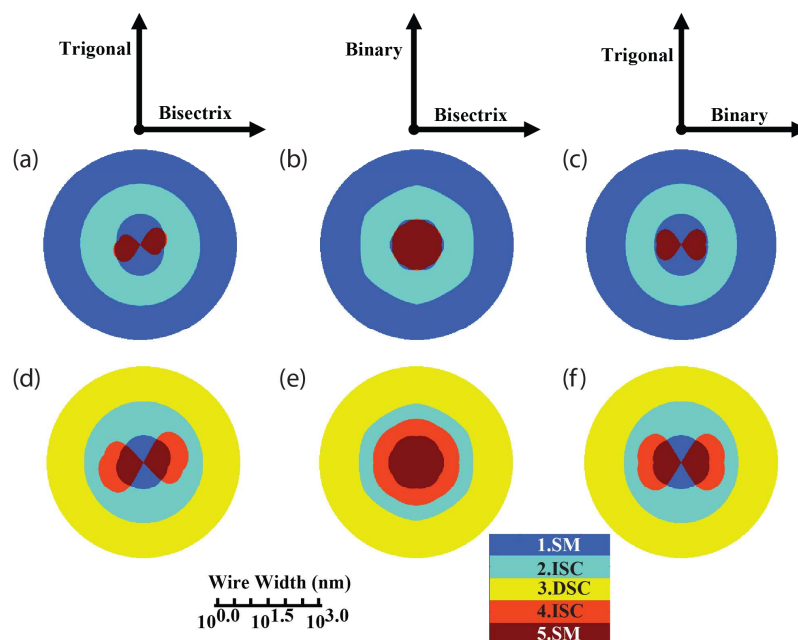 Trigonal
Bisectrix
Binary
Bisectrix
Trigonal
Binary
(a)
(b)
(c)
(d)
(e)
(f)
Wire Width (nm)
10^0.0 10^1.5 10^3.0
1.SM
2.ISC
3.DSC
4.ISC
5.SM